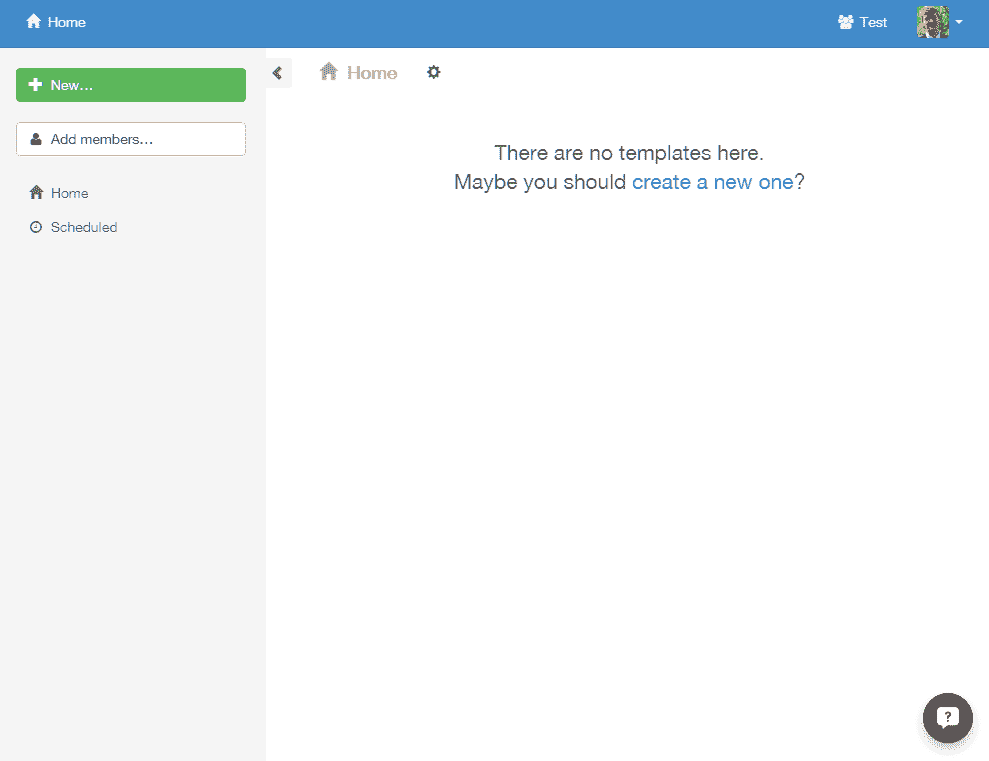 Home
Test
New...
Add members...
Home
Scheduled
Home
There are no templates here.
Maybe you should create a new one?